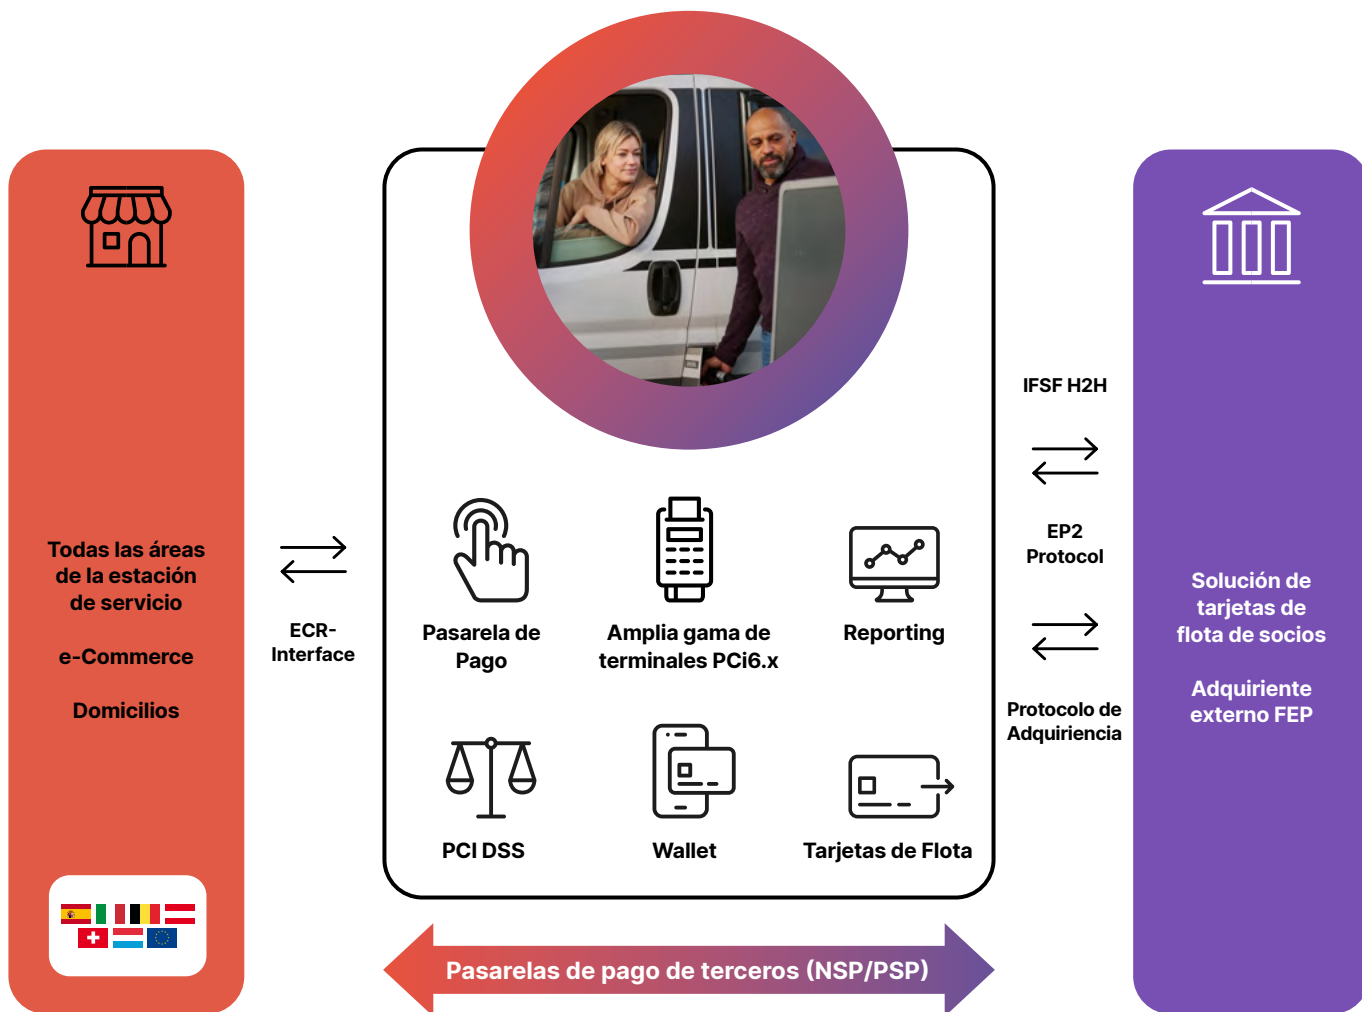 Todas las áreas
de la estación
de servicio
e-Commerce
Domicilios
ECR-
Interface
Pasarela de
Pago
Amplia gama de
terminales PCi6.x
Reporting
PCI DSS
Wallet
Tarjetas de Flota
IFSF H2H
EP2
Protocol
Protocolo de
Adquiriencia
Solución de
tarjetas de
flota de socios
Adquiriente
externo FEP
Pasarelas de pago de terceros (NSP/PSP)